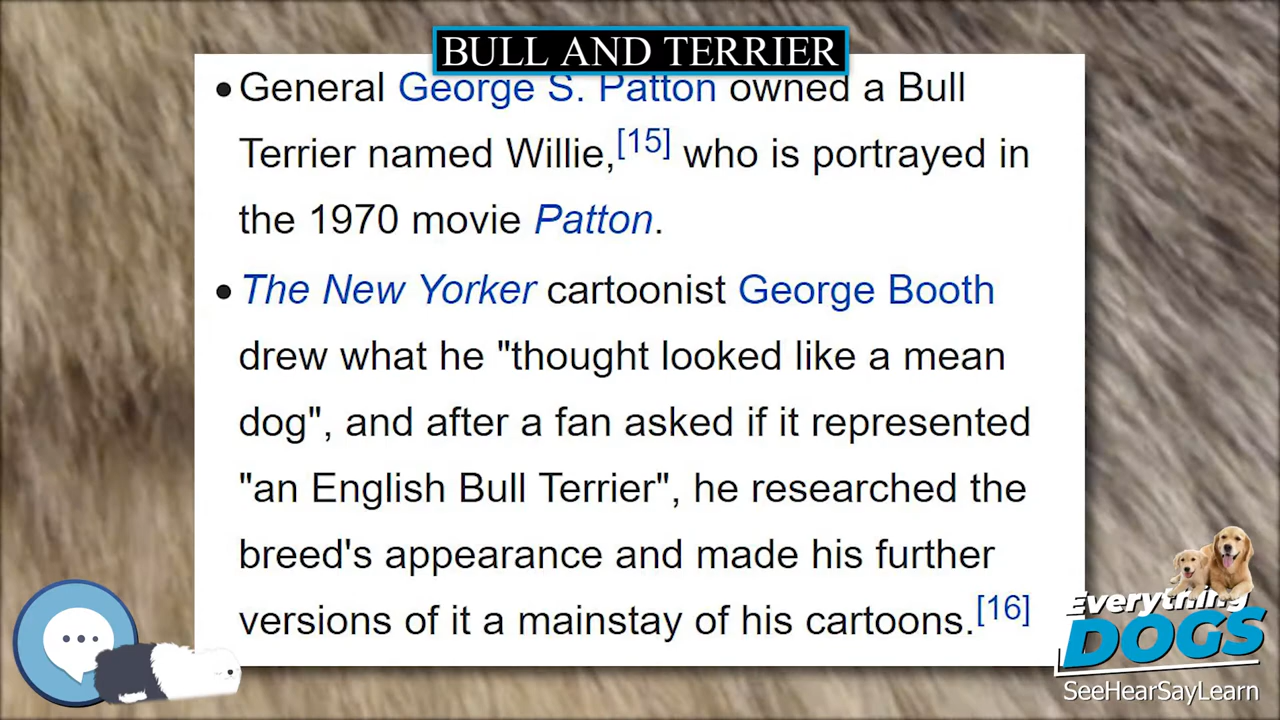 BULL AND TERRIER
• General George S. Patton owned a Bull
Terrier named Willie,[15] who is portrayed in
the 1970 movie Patton.
• The New Yorker cartoonist George Booth
drew what he "thought looked like a mean
dog", and after a fan asked if it represented
"an English Bull Terrier", he researched the
breed's appearance and made his further
versions of it a mainstay of his cartoons.[16]
Everything
DOGS
SeeHearSayLearn